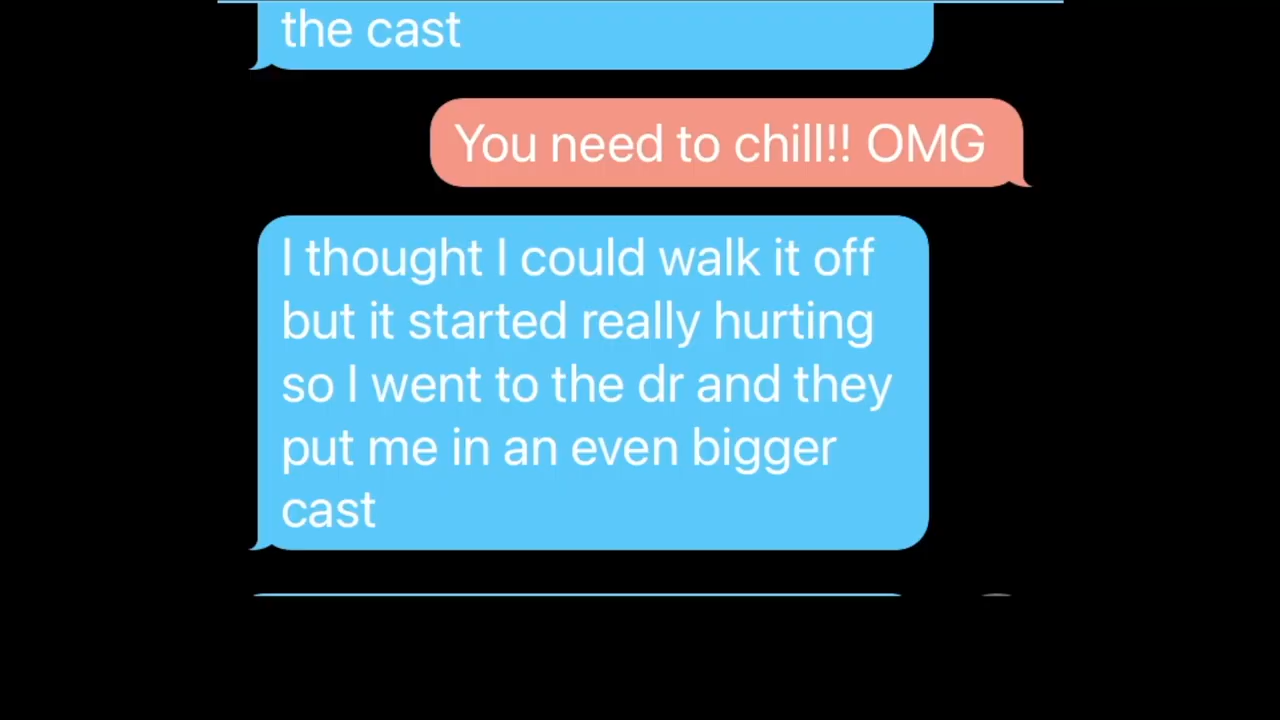 the cast
You need to chill!! OMG
I thought I could walk it off
but it started really hurting
so I went to the dr and they
put me in an even bigger
cast